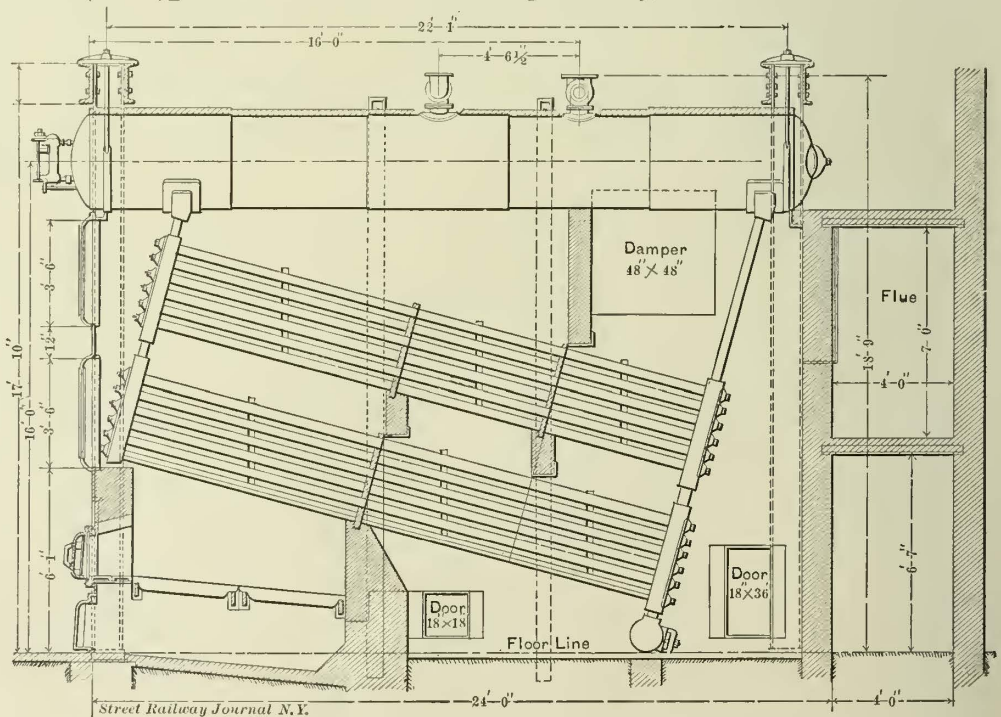 22'-1"
16'-0"
4'-6½"
Damper
48" X 48"
Flue
3'-6"
12"
3'-6"
17'-10"
16'-0"
6'-1"
18'-9"
7'-0"
4'-0"
6'-7"
Door
18"X18"
Door
18"X36"
Floor Line
24'-0"
4'-0"
Street Railway Journal N.Y.